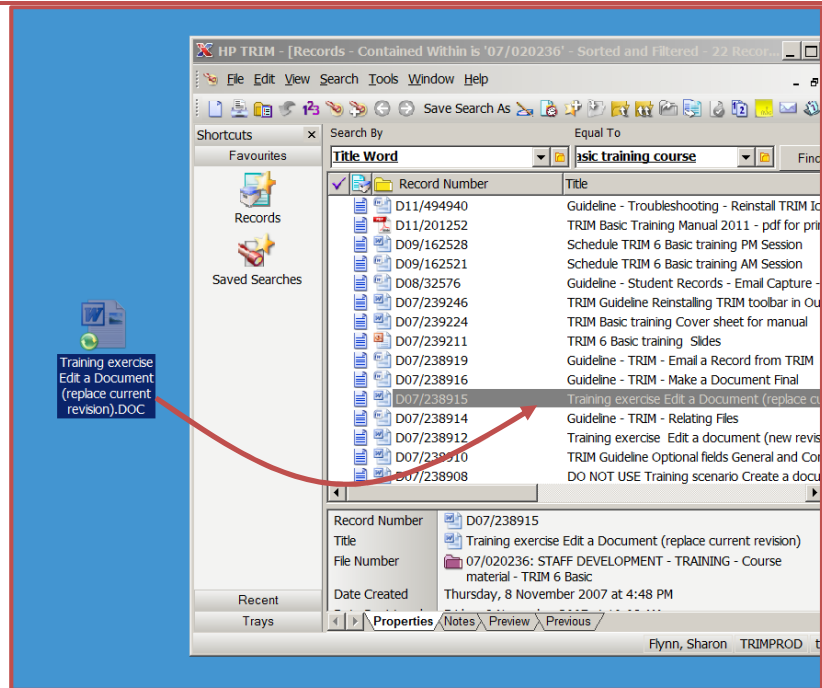 HP TRIM - [Records - Contained Within is '07/020236' - Sorted and Filtered - 22 Recor...
File Edit View Search Tools Window Help
Save Search As
Shortcuts x
Search By Equal To
Favourites
Title Word
asic training course
Find
Record Number Title
Records
Saved Searches
D11/494940 Guideline - Troubleshooting - Reinstall TRIM Ic
D11/201252 TRIM Basic Training Manual 2011 - pdf for prin
D09/162528 Schedule TRIM 6 Basic training PM Session
D09/162521 Schedule TRIM 6 Basic training AM Session
D08/32576 Guideline - Student Records - Email Capture -
D07/239246 TRIM Guideline Reinstalling TRIM toolbar in Ou
D07/239224 TRIM Basic training Cover sheet for manual
D07/239211 TRIM 6 Basic training Slides
D07/238919 Guideline - TRIM - Email a Record from TRIM
D07/238916 Guideline - TRIM - Make a Document Final
D07/238915 Training exercise Edit a Document (replace cu
D07/238914 Guideline - TRIM - Relating Files
D07/238912 Training exercise Edit a document (new revis
D07/238910 TRIM Guideline Optional fields General and Cor
D07/238908 DO NOT USE Training scenario Create a docu
Training exercise
Edit a Document
(replace current
revision).DOC
Record Number D07/238915
Title Training exercise Edit a Document (replace current revision)
File Number 07/020236: STAFF DEVELOPMENT - TRAINING - Course
material - TRIM 6 Basic
Date Created Thursday, 8 November 2007 at 4:48 PM
Recent
Trays
Properties Notes Preview Previous
Flynn, Sharon TRIMPROD t